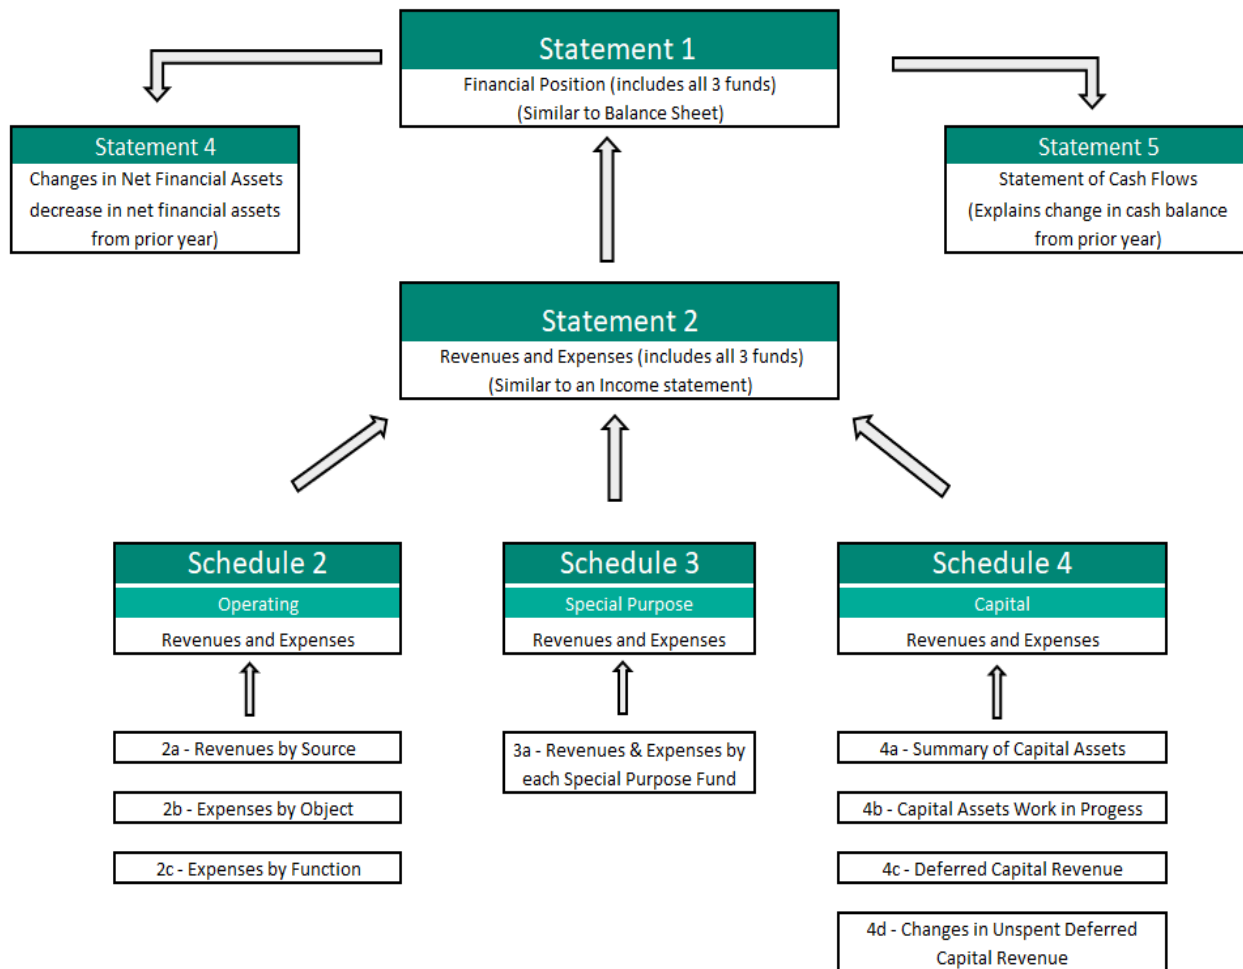 Statement 1
Financial Position (includes all 3 funds)
(Similar to Balance Sheet)
Statement 4
Changes in Net Financial Assets
decrease in net financial assets
from prior year)
Statement 5
Statement of Cash Flows
(Explains change in cash balance
from prior year)
Statement 2
Revenues and Expenses (includes all 3 funds)
(Similar to an Income statement)
Schedule 2
Operating
Revenues and Expenses
2a - Revenues by Source
2b - Expenses by Object
2c - Expenses by Function
Schedule 3
Special Purpose
Revenues and Expenses
3a - Revenues & Expenses by
each Special Purpose Fund
Schedule 4
Capital
Revenues and Expenses
4a - Summary of Capital Assets
4b - Capital Assets Work in Progess
4c - Deferred Capital Revenue
4d - Changes in Unspent Deferred
Capital Revenue